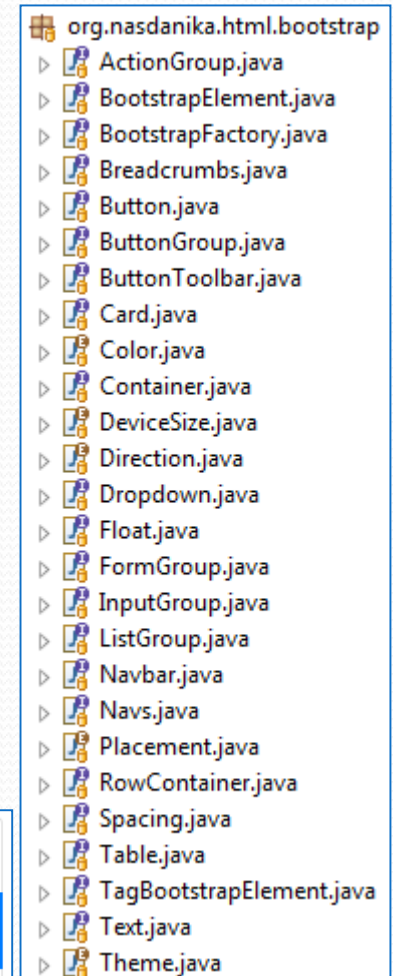 org.nasdanika.html.bootstrap
ActionGroup.java
BootstrapElement.java
BootstrapFactory.java
Breadcrumbs.java
Button.java
ButtonGroup.java
ButtonToolbar.java
Card.java
Color.java
Container.java
DeviceSize.java
Direction.java
Dropdown.java
Float.java
FormGroup.java
InputGroup.java
ListGroup.java
Navbar.java
Navs.java
Placement.java
RowContainer.java
Spacing.java
Table.java
TagBootstrapElement.java
Text.java
Theme.java